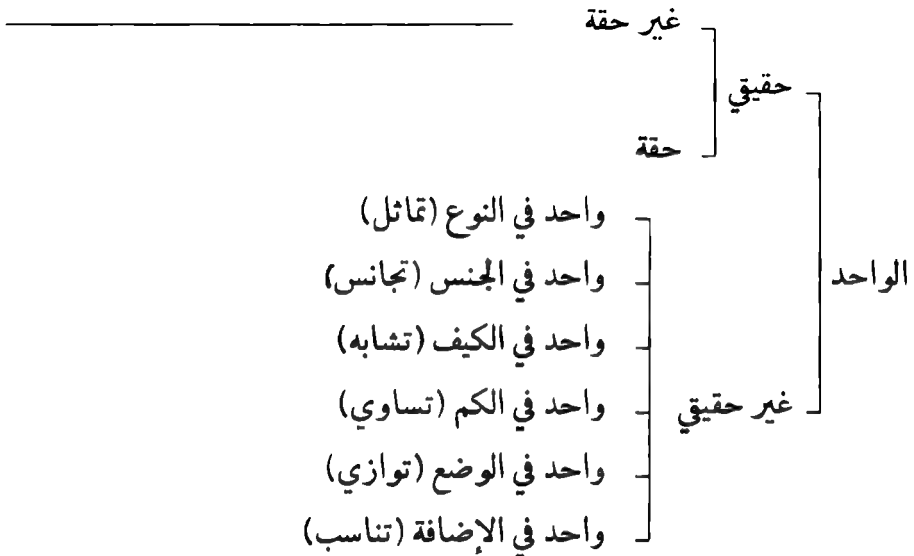 غير حقة
حقيقي
حقة
واحد في النوع (تماثل)
واحد في الجنس (تجانس)
الواحد
واحد في الكيف (تشابه)
واحد في الكم (تساوي)
غير حقيقي
واحد في الوضع (توازي)
واحد في الإضافة (تناسب)